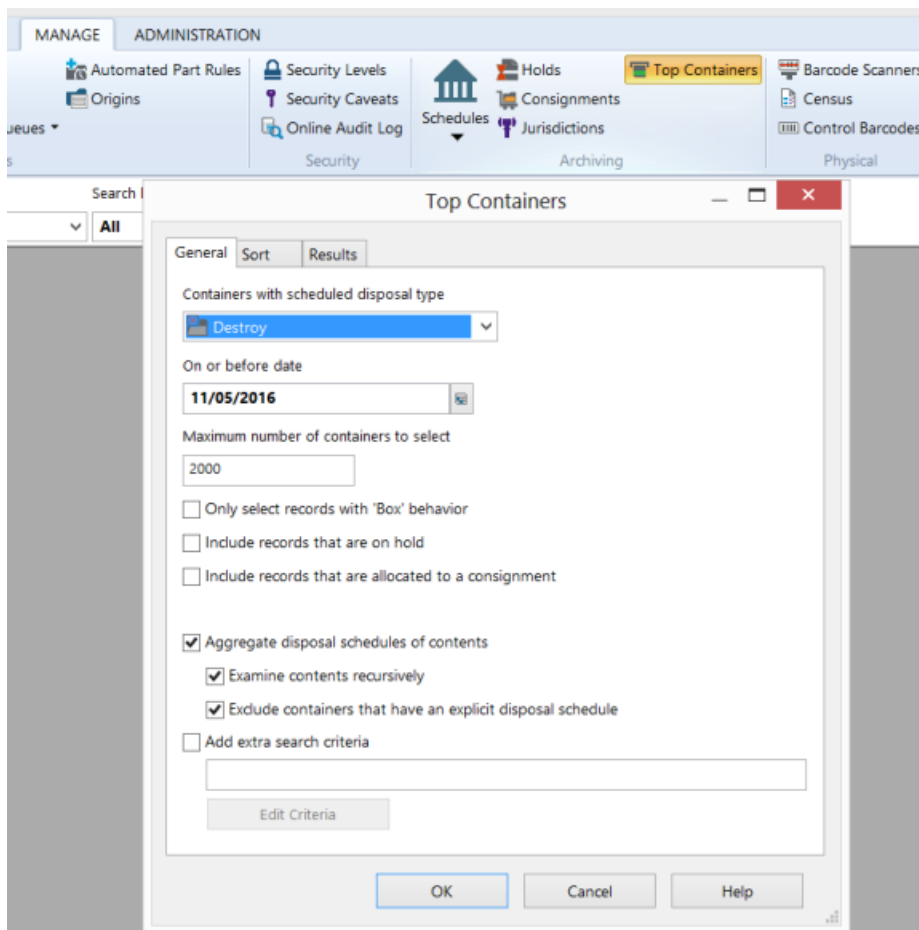 MANAGE ADMINISTRATION
Automated Part Rules Security Levels Holds Top Containers Barcode Scanners
Origins Security Caveats Schedules Consignments Census
Online Audit Log Jurisdictions Control Barcodes
Security Archiving Physical
Search
All
Top Containers
General Sort Results
Containers with scheduled disposal type
Destroy
On or before date
11/05/2016
Maximum number of containers to select
2000
Only select records with 'Box' behavior
Include records that are on hold
Include records that are allocated to a consignment
Aggregate disposal schedules of contents
Examine contents recursively
Exclude containers that have an explicit disposal schedule
Add extra search criteria
Edit Criteria
OK Cancel Help